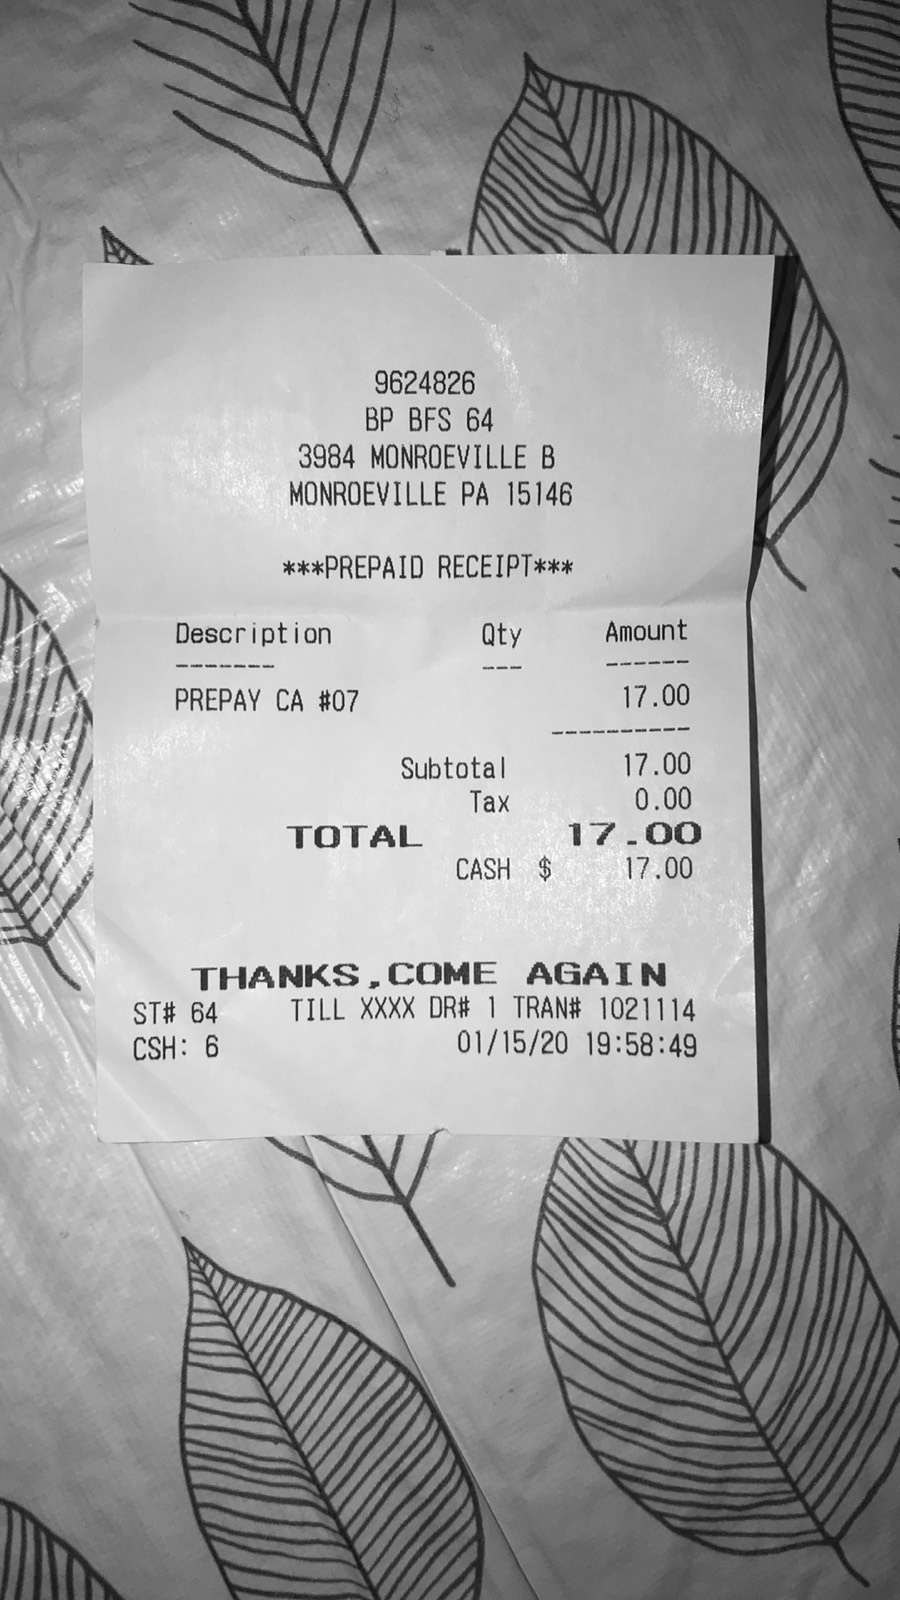 9624826
BP BFS 64
3984 MONROEVILLE B
MONROEVILLE PA 15146
***PREPAID RECEIPT***
Description Qty Amount
------- --- ------
PREPAY CA #07 17.00
----------
Subtotal 17.00
Tax 0.00
TOTAL 17.00
CASH $ 17.00
THANKS,COME AGAIN
ST# 64 TILL XXXX DR# 1 TRAN# 1021114
CSH: 6 01/15/20 19:58:49